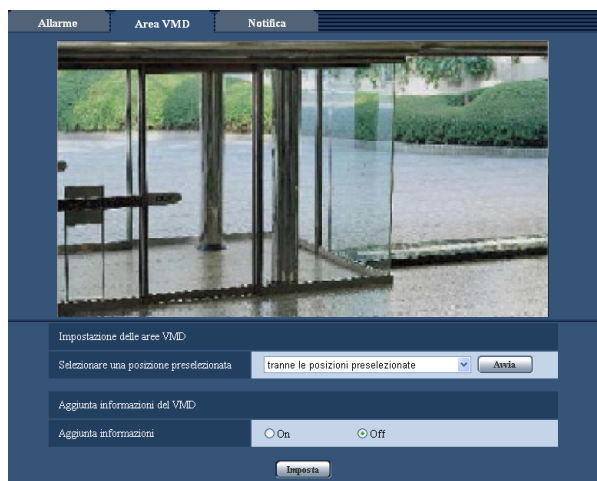 Allarme Area VMD Notifica
Impostazione delle aree VMD
Selezionare una posizione preselezionata tranne le posizioni preselezionate Avvia
Aggiunta informazioni del VMD
Aggiunta informazioni On Off
Imposta